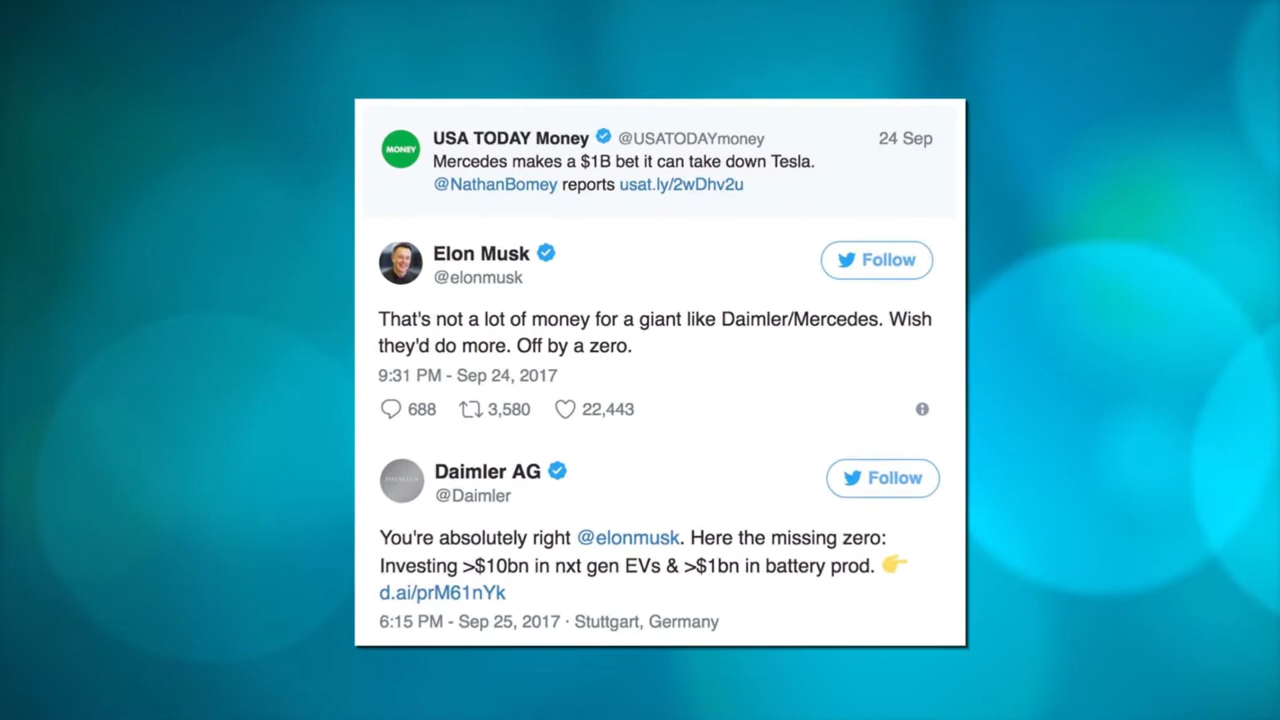 MONEY
USA TODAY Money @USATODAYmoney 24 Sep
Mercedes makes a $1B bet it can take down Tesla.
@NathanBomey reports usat.ly/2wDhv2u
Elon Musk
@elonmusk
Follow
That's not a lot of money for a giant like Daimler/Mercedes. Wish
they'd do more. Off by a zero.
9:31 PM - Sep 24, 2017
688 3,580 22,443
DAIMLER
Daimler AG
@Daimler
Follow
You're absolutely right @elonmusk. Here the missing zero:
Investing >$10bn in nxt gen EVs & >$1bn in battery prod. 👉
d.ai/prM61nYk
6:15 PM - Sep 25, 2017 · Stuttgart, Germany